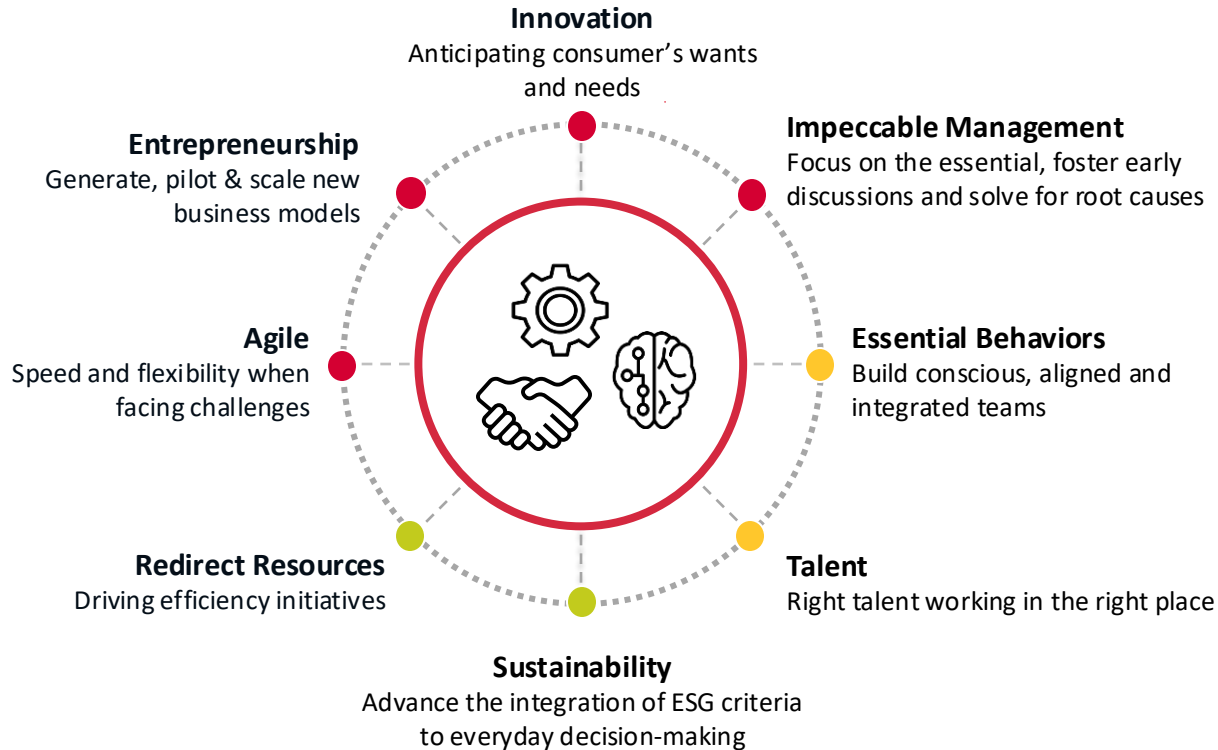 Innovation
Anticipating consumer’s wants
and needs
Impeccable Management
Focus on the essential, foster early
discussions and solve for root causes
Essential Behaviors
Build conscious, aligned and
integrated teams
Talent
Right talent working in the right place
Sustainability
Advance the integration of ESG criteria
to everyday decision-making
Redirect Resources
Driving efficiency initiatives
Agile
Speed and flexibility when
facing challenges
Entrepreneurship
Generate, pilot & scale new
business models